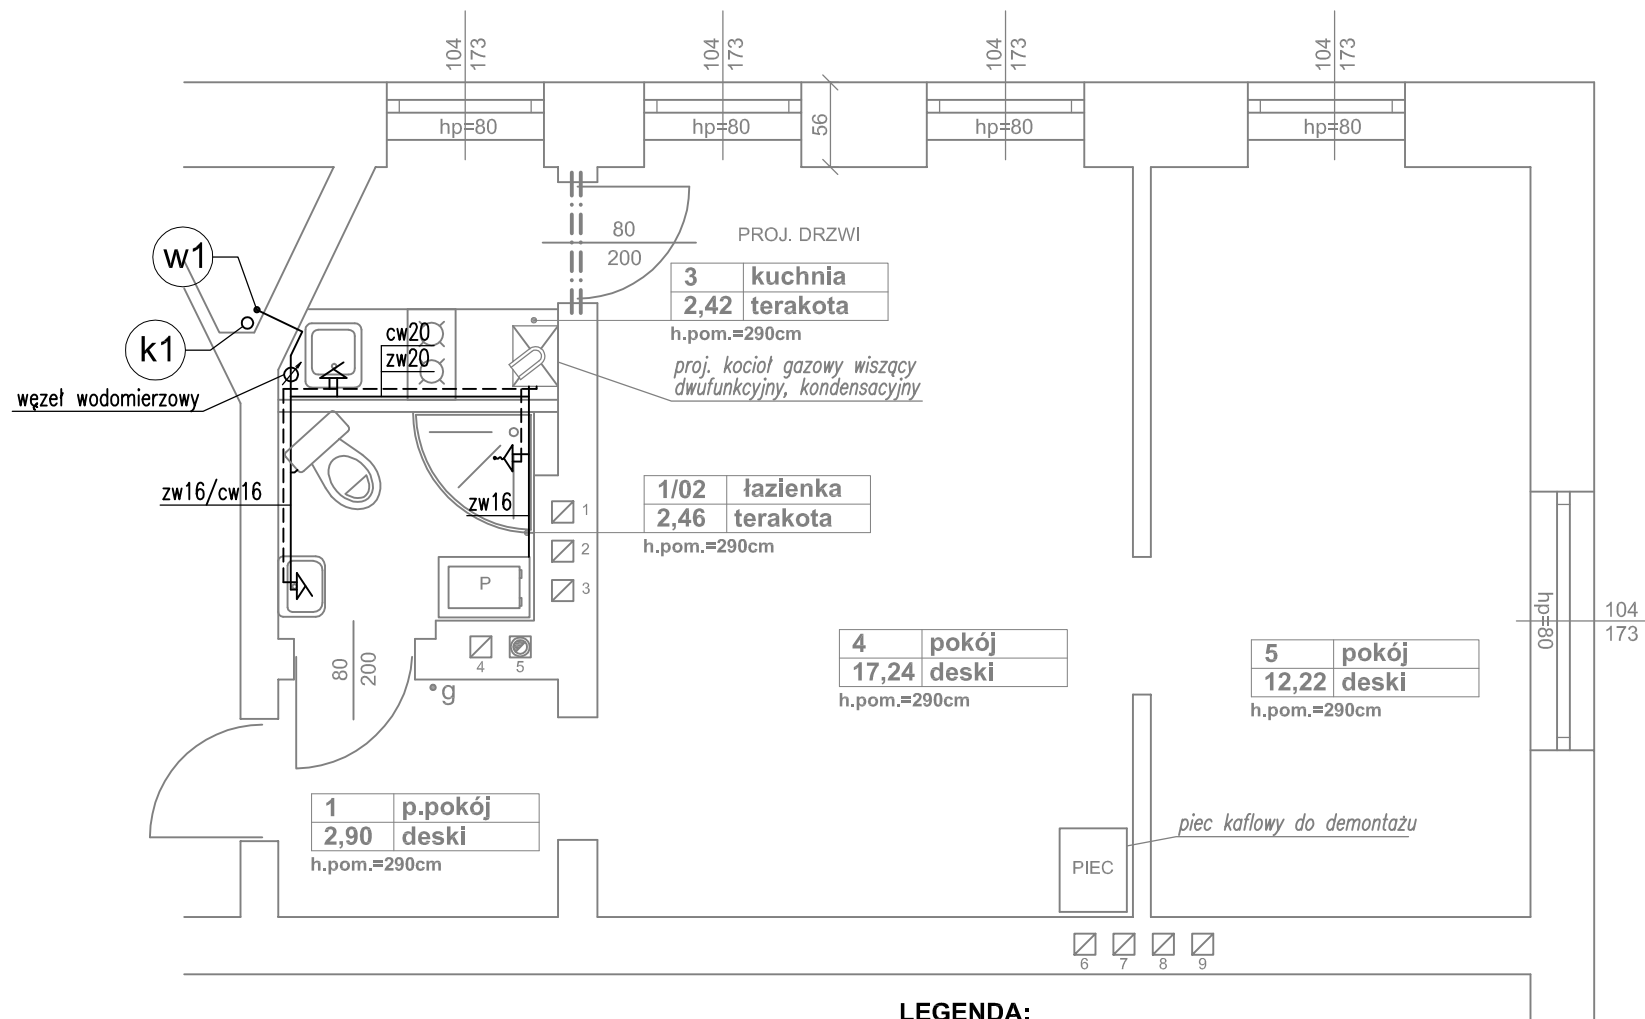 104
173
104
173
104
173
104
173
hp=80
hp=80
56
hp=80
hp=80
80
200
PROJ. DRZWI
w1
3 kuchnia
2,42 terakota
h.pom.=290cm
k1
cw20
zw20
proj. kocioł gazowy wiszący
dwufunkcyjny, kondensacyjny
węzeł wodomierzowy
zw16/cw16
zw16
1/02 łazienka
2,46 terakota
h.pom.=290cm
1
2
3
P
hp=80
104
173
80
200
4
5
g
4 pokój
17,24 deski
h.pom.=290cm
5 pokój
12,22 deski
h.pom.=290cm
1 p.pokój
2,90 deski
h.pom.=290cm
piec kaflowy do demontażu
PIEC
6
7
8
9
LEGENDA: